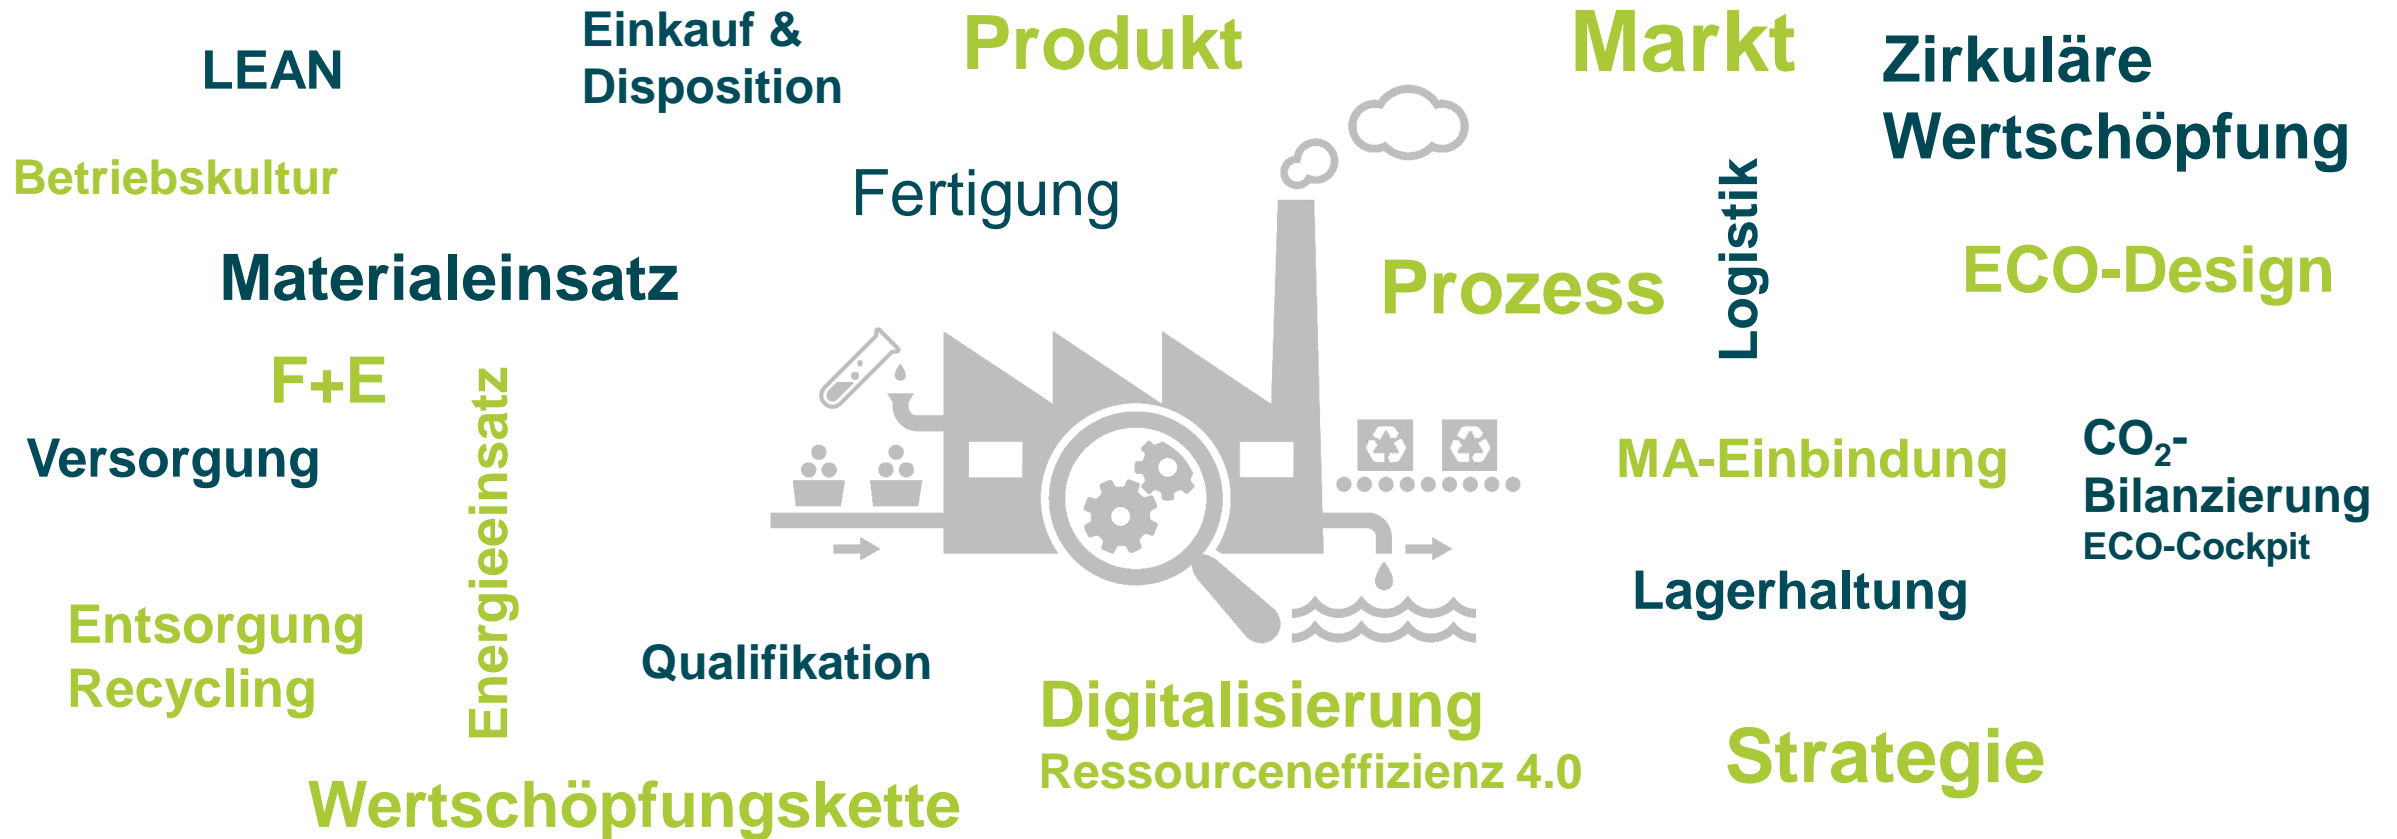 LEAN
Einkauf &
Disposition
Produkt
Markt
Zirkuläre
Wertschöpfung
Betriebskultur
Fertigung
Logistik
Materialeinsatz
Prozess
ECO-Design
F+E
Energieeinsatz
Versorgung
MA-Einbindung
CO₂-
Bilanzierung
ECO-Cockpit
Lagerhaltung
Entsorgung
Recycling
Qualifikation
Digitalisierung
Ressourceneffizienz 4.0
Strategie
Wertschöpfungskette